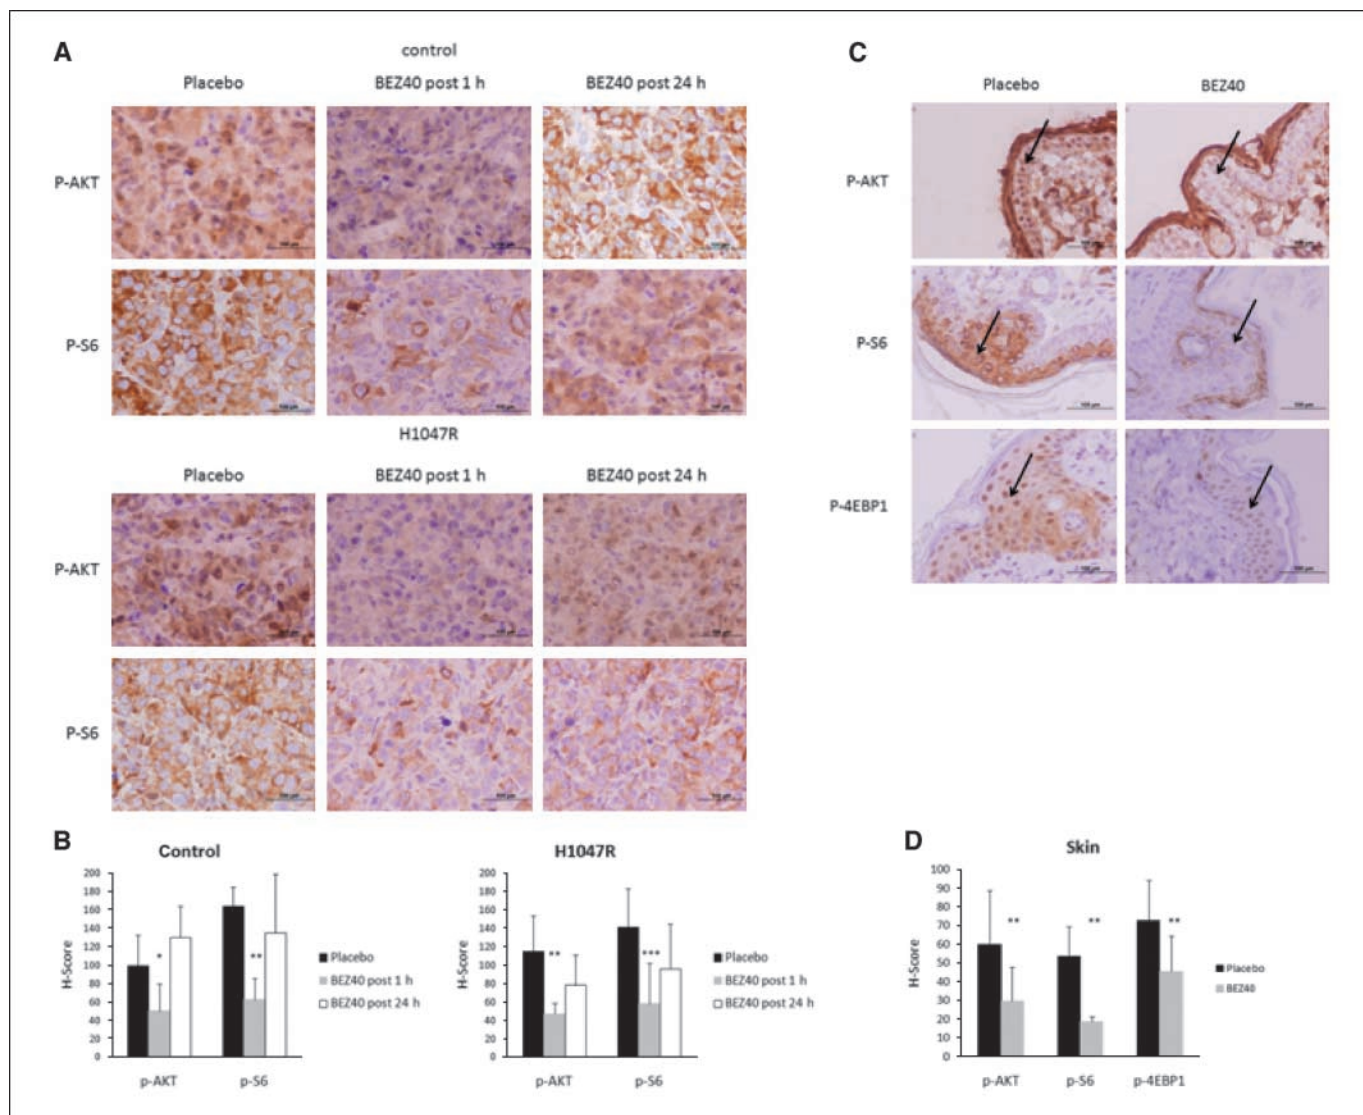 A
control
Placebo BEZ40 post 1 h BEZ40 post 24 h
P-AKT
P-S6
H1047R
Placebo BEZ40 post 1 h BEZ40 post 24 h
P-AKT
P-S6
C
Placebo BEZ40
P-AKT
P-S6
P-4EBP1
B
Control
H-Score
200
180
160
140
120
100
80
60
40
20
0
* **
p-AKT p-S6
Placebo
BEZ40 post 1 h
BEZ40 post 24 h
H1047R
H-Score
200
180
160
140
120
100
80
60
40
20
0
** ***
p-AKT p-S6
Placebo
BEZ40 post 1 h
BEZ40 post 24 h
D
Skin
H-Score
100
90
80
70
60
50
40
30
20
10
0
** ** **
p-AKT p-S6 p-4EBP1
Placebo
BEZ40